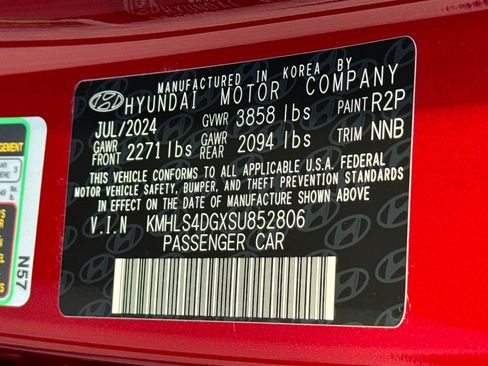 MANUFACTURED IN KOREA BY
HYUNDAI MOTOR COMPANY
JUL/2024 GVWR 3858 lbs PAINT R2P
GAWR FRONT 2271 lbs GAWR REAR 2094 lbs TRIM NNB
THIS VEHICLE CONFORMS TO ALL APPLICABLE U.S.A. FEDERAL
MOTOR VEHICLE SAFETY, BUMPER, AND THEFT PREVENTION STANDARDS
IN EFFECT ON THE DATE OF MANUFACTURE SHOWN ABOVE.
V.I.N KMHLS4DGXSU852806
PASSENGER CAR
N57